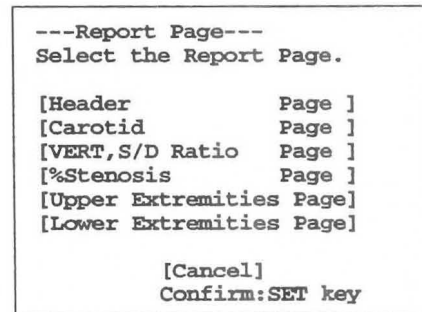 ---Report Page---
Select the Report Page.
[Header Page ]
[Carotid Page ]
[VERT,S/D Ratio Page ]
[%Stenosis Page ]
[Upper Extremities Page]
[Lower Extremities Page]
[Cancel]
Confirm:SET key